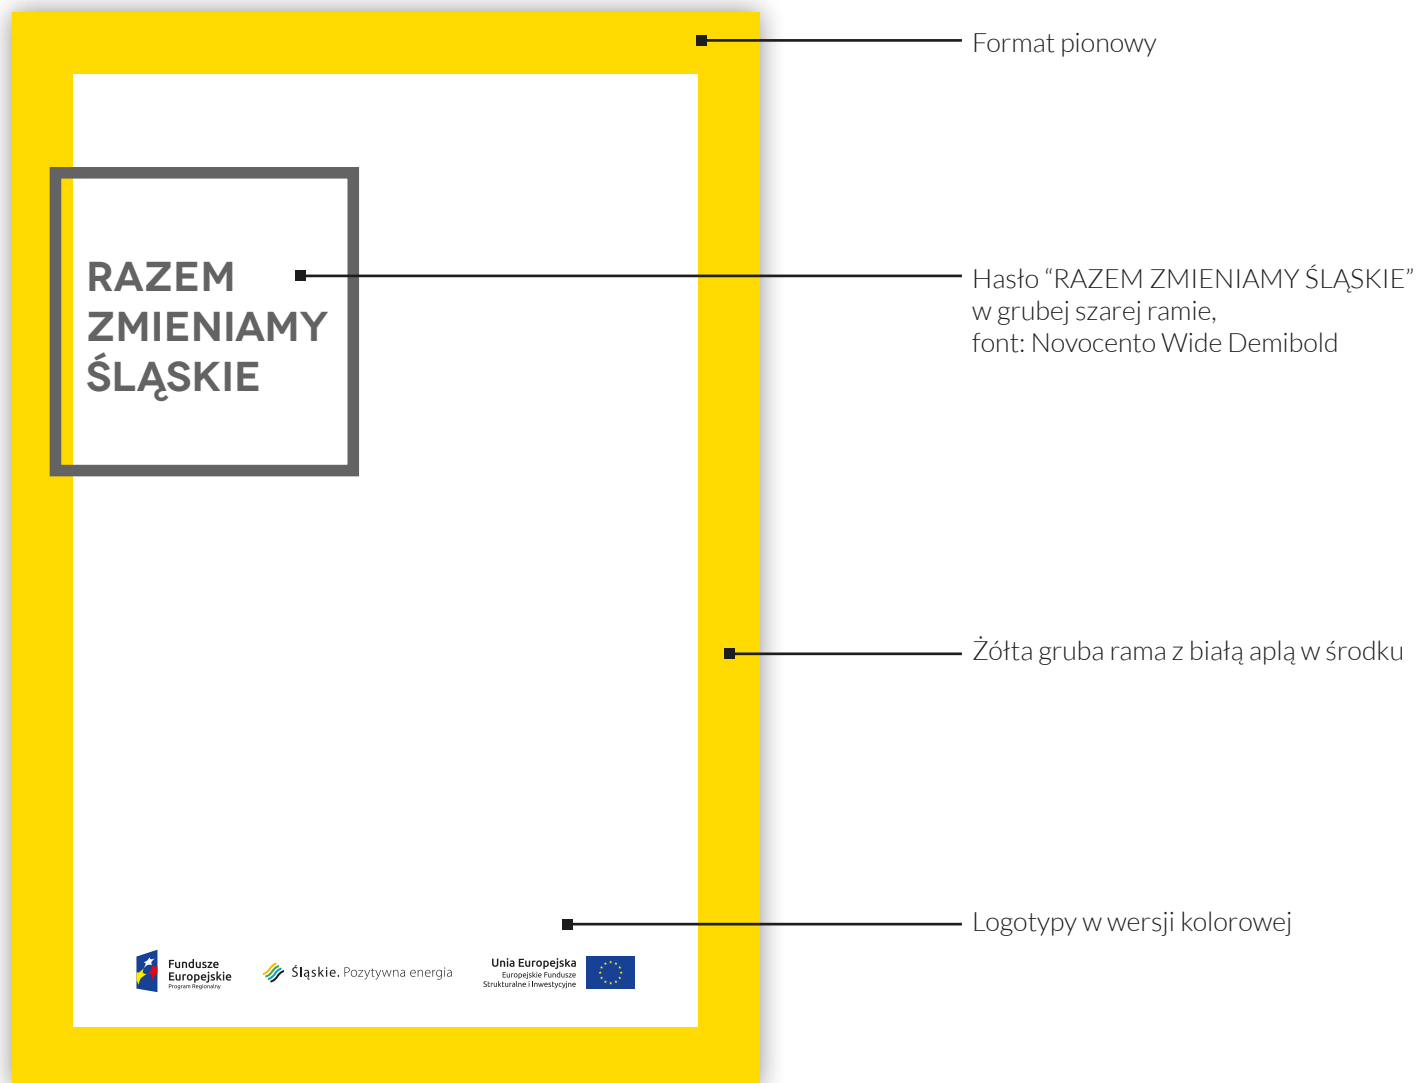 Format pionowy
RAZEM
ZMIENIAMY
ŚLĄSKIE
Hasło “RAZEM ZMIENIAMY ŚLĄSKIE”
w grubej szarej ramie,
font: Novocento Wide Demibold
Żółta gruba rama z białą aplą w środku
Logotypy w wersji kolorowej
Fundusze
Europejskie
Program Regionalny
Śląskie. Pozytywna energia
Unia Europejska
Europejskie Fundusze
Strukturalne i Inwestycyjne